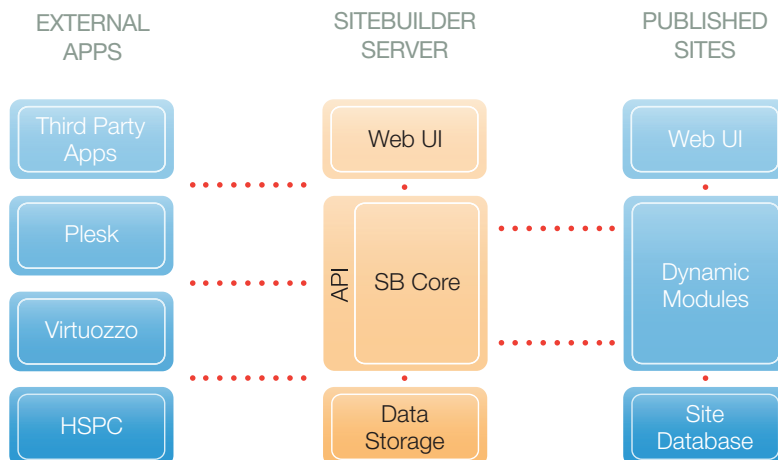 EXTERNAL
APPS
Third Party
Apps
Plesk
Virtuozzo
HSPC
SITEBUILDER
SERVER
Web UI
API
SB Core
Data
Storage
PUBLISHED
SITES
Web UI
Dynamic
Modules
Site
Database